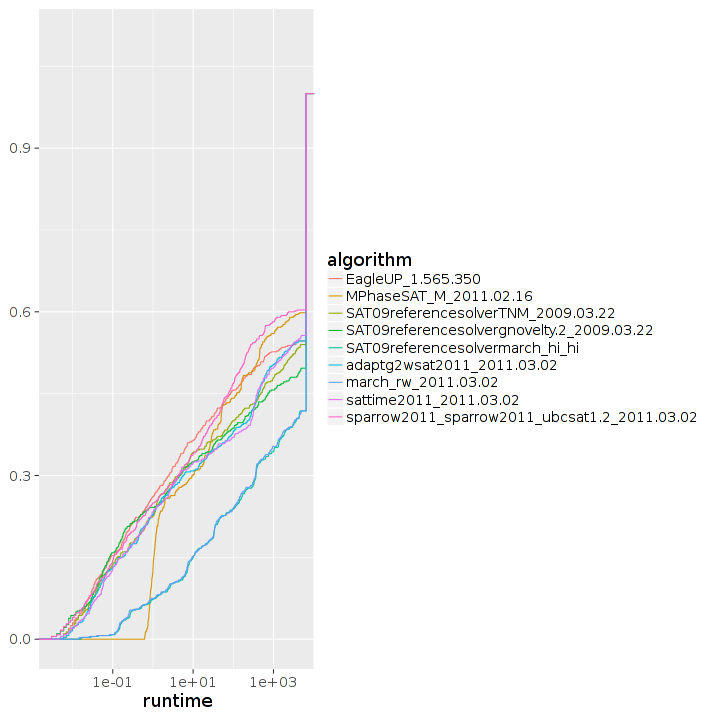 0.9
0.6
0.3
0.0
1e-01 1e+01 1e+03
runtime
algorithm
EagleUP_1.565.350
MPhaseSAT_M_2011.02.16
SAT09referencesolverTNM_2009.03.22
SAT09referencesolvergnovelty.2_2009.03.22
SAT09referencesolvermarch_hi_hi
adaptg2wsat2011_2011.03.02
march_rw_2011.03.02
sattime2011_2011.03.02
sparrow2011_sparrow2011_ubcsat1.2_2011.03.02